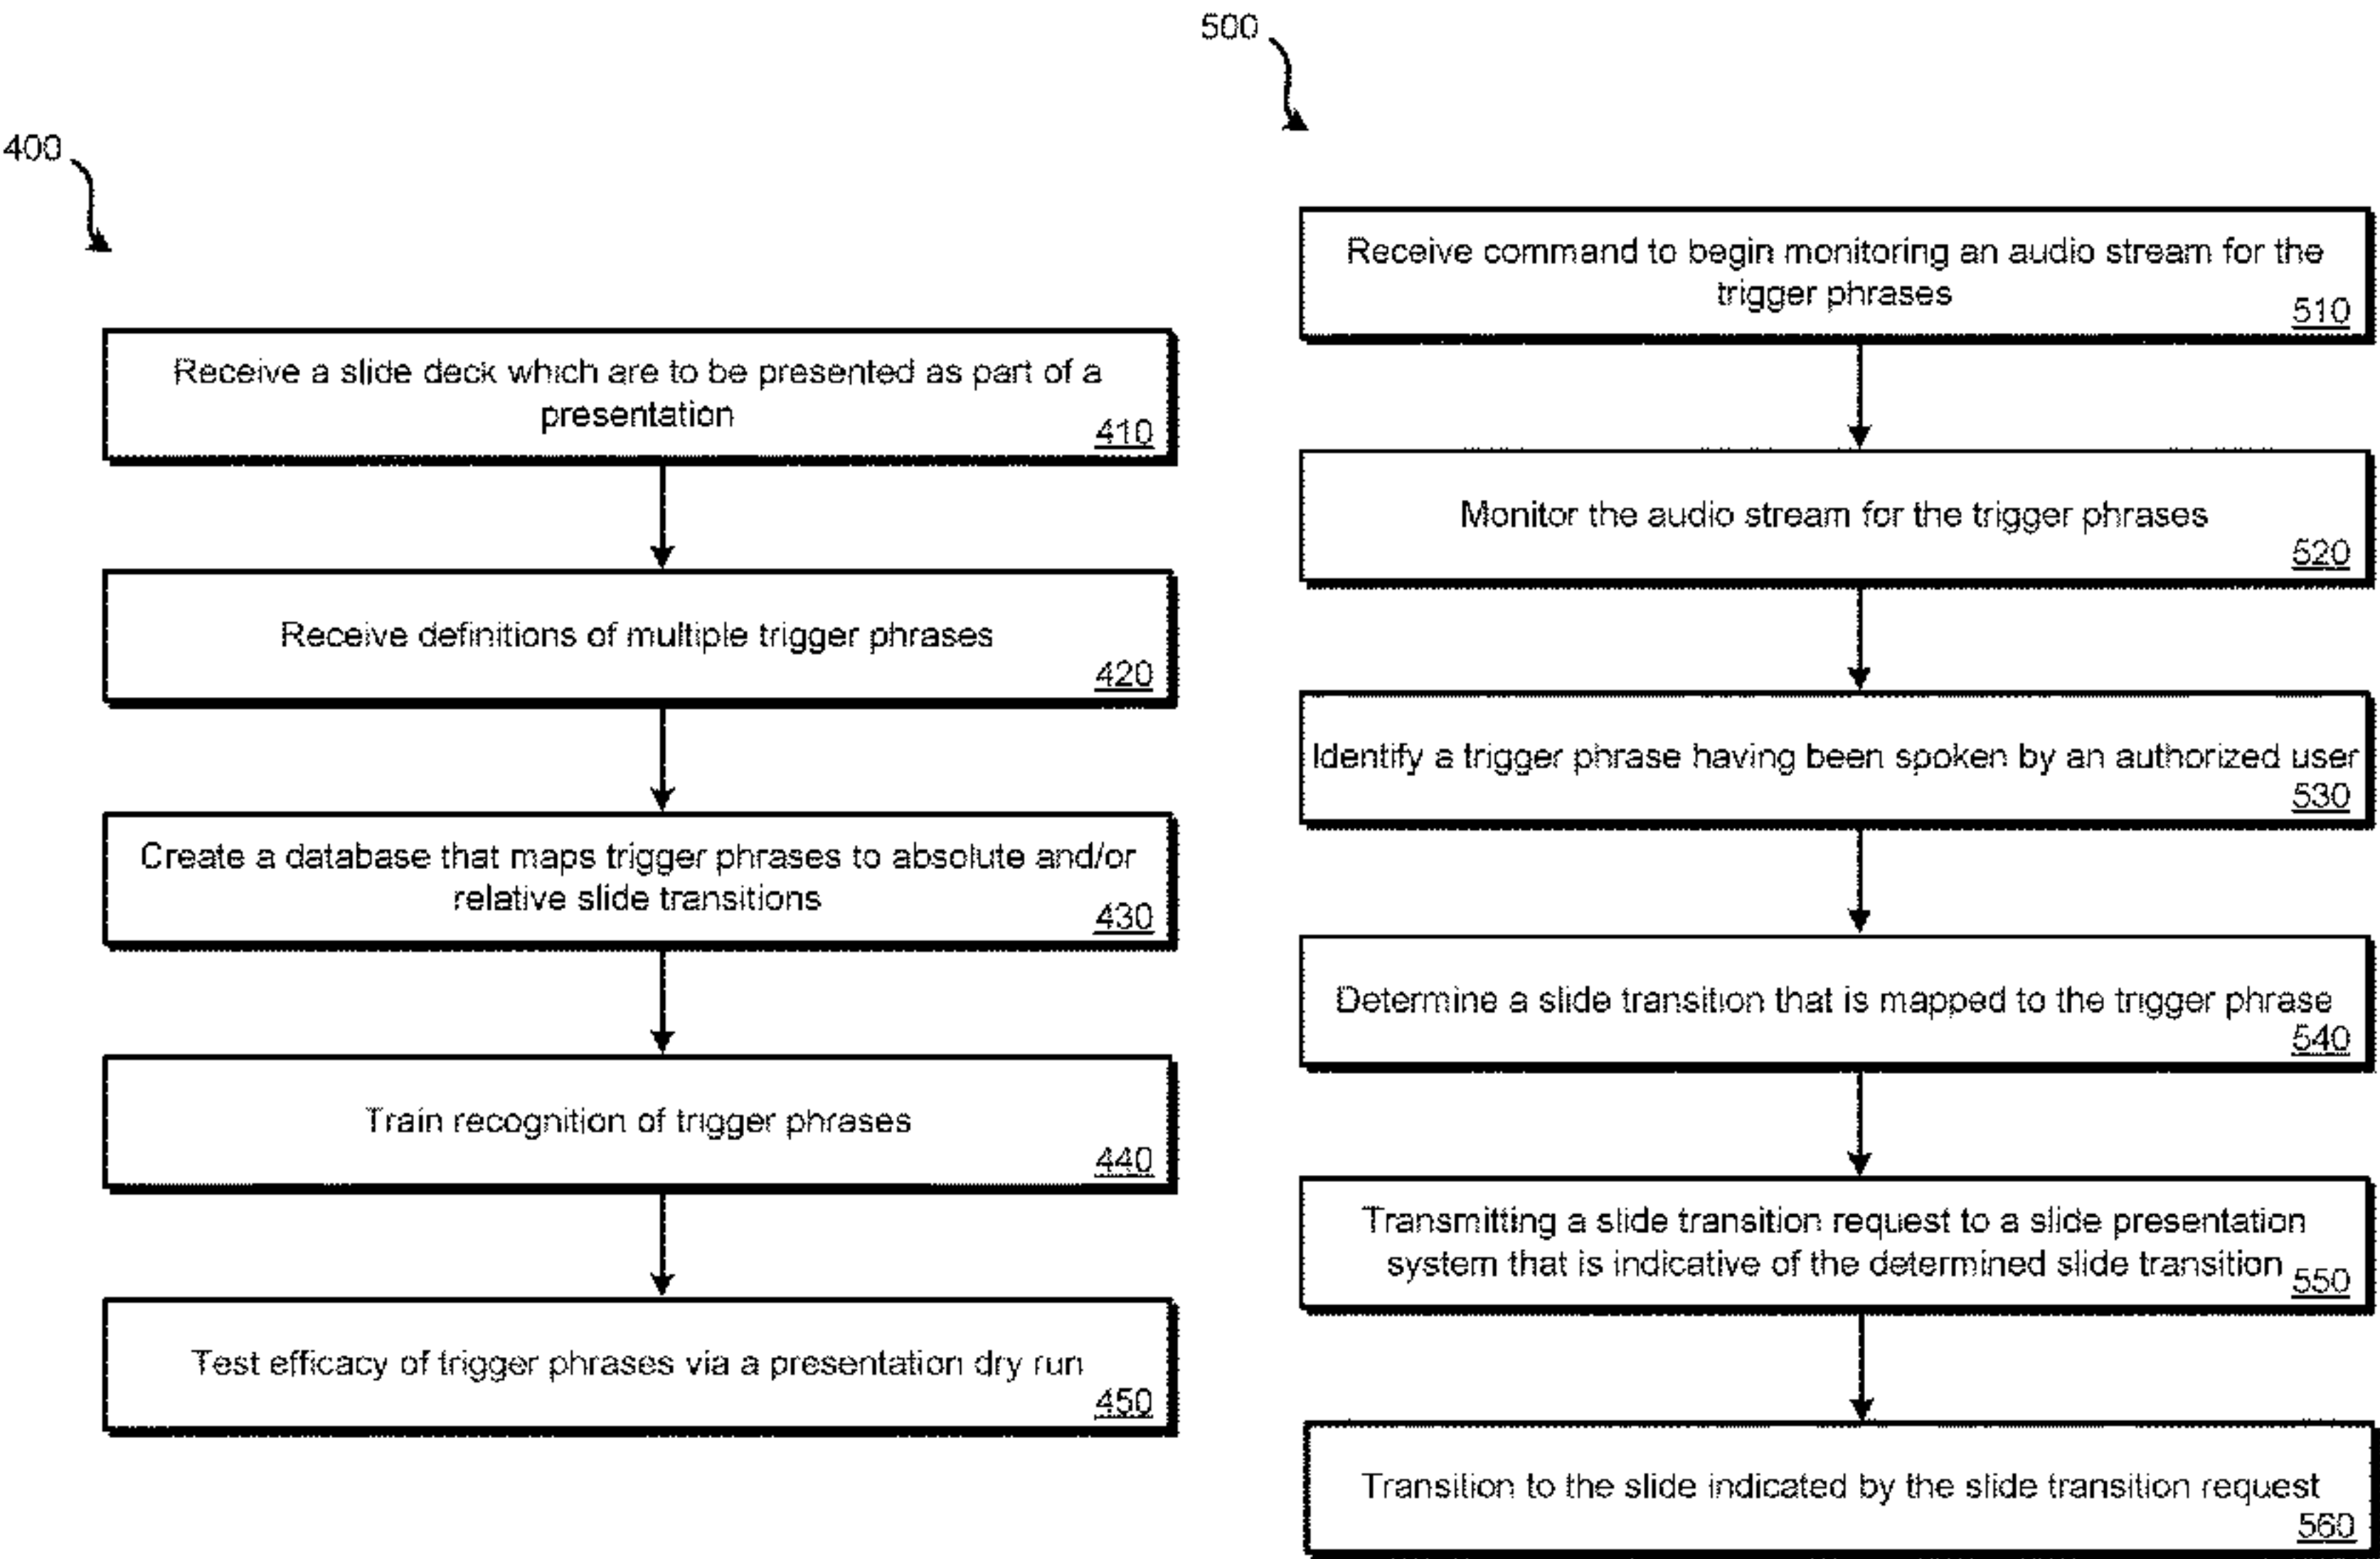 400
Receive a slide deck which are to be presented as part of a
presentation
410
Receive definitions of multiple trigger phrases
420
Create a database that maps trigger phrases to absolute and/or
relative slide transitions
430
Train recognition of trigger phrases
440
Test efficacy of trigger phrases via a presentation dry run
450
500
Receive command to begin monitoring an audio stream for the
trigger phrases
510
Monitor the audio stream for the trigger phrases
520
Identify a trigger phrase having been spoken by an authorized user
530
Determine a slide transition that is mapped to the trigger phrase
540
Transmitting a slide transition request to a slide presentation
system that is indicative of the determined slide transition
550
Transition to the slide indicated by the slide transition request
560